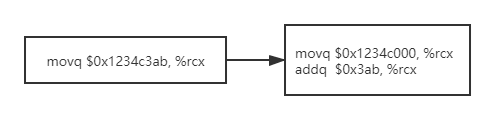 movq $0x1234c3ab, %rcx
movq $0x1234c000, %rcx
addq $0x3ab, %rcx